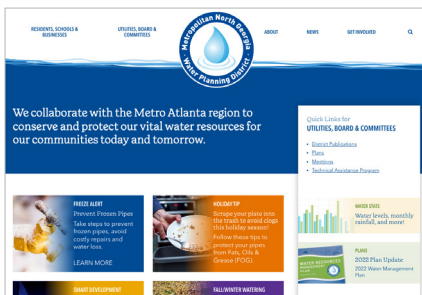 RESIDENTS, SCHOOLS &
BUSINESSES
UTILITIES, BOARD &
COMMITTEES
Metropolitan North Georgia
Water Planning District
ABOUT
NEWS
GET INVOLVED
We collaborate with the Metro Atlanta region to
conserve and protect our vital water resources for
our communities today and tomorrow.
Quick Links for
UTILITIES, BOARD & COMMITTEES
District Publications
Plans
Meetings
Technical Assistance Program
FREEZE ALERT
Prevent Frozen Pipes
Take steps to prevent
frozen pipes, avoid
costly repairs and
water loss.
LEARN MORE
HOLIDAY TIP
Scrape your plate into
the trash to avoid clogs
this holiday season!
Follow these tips to
protect your pipes
from Fats, Oils &
Grease (FOG).
WATER STATS
Water levels, monthly
rainfall, and more!
WATER RESOURCES
MANAGEMENT
PLAN
PLANS
2022 Plan Update
2022 Water Management
Plan
SMART DEVELOPMENT
FALL/WINTER WATERING